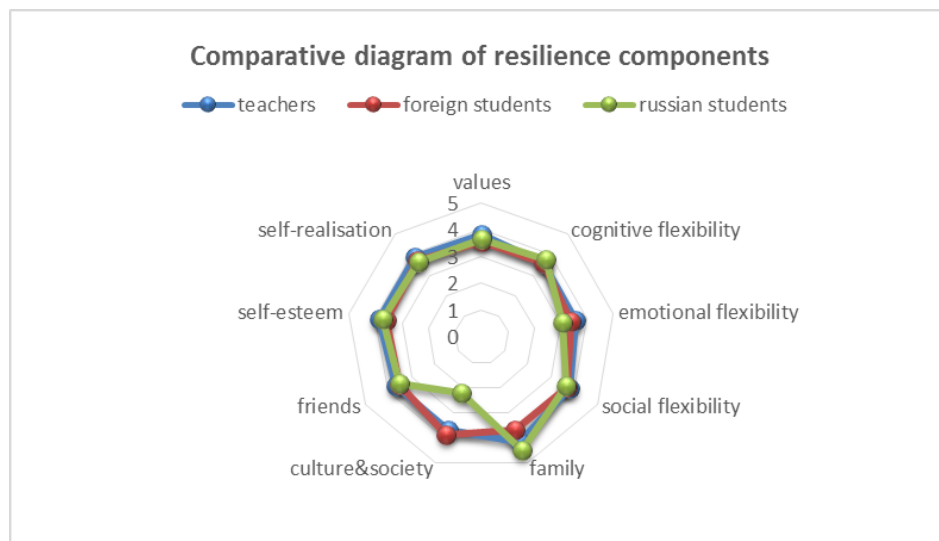 Comparative diagram of resilience components
teachers foreign students russian students
values
self-realisation cognitive flexibility
self-esteem emotional flexibility
friends social flexibility
culture&society family
5
4
3
2
1
0